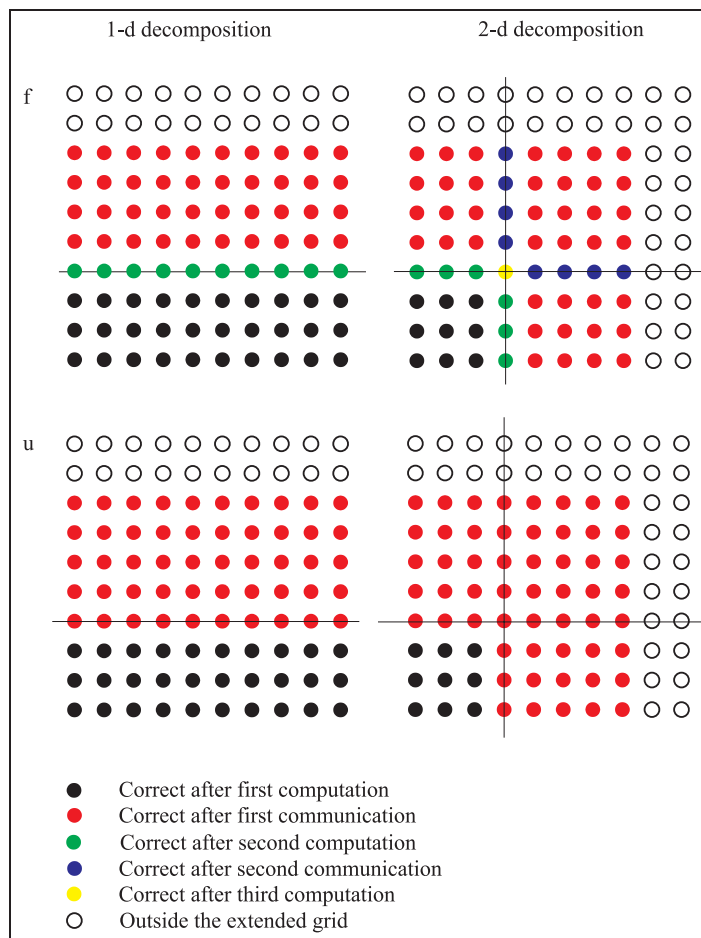 1-d decomposition
2-d decomposition
f
u
Correct after first computation
Correct after first communication
Correct after second computation
Correct after second communication
Correct after third computation
Outside the extended grid